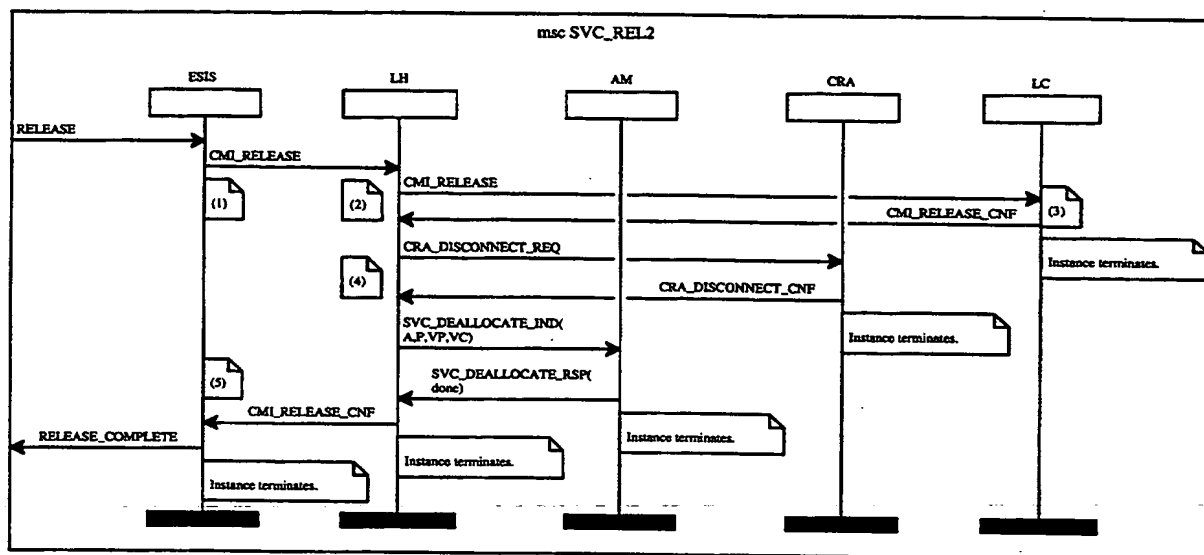 msc SVC_REL2
ESIS
LH
AM
CRA
LC
RELEASE
CMI_RELEASE
CMI_RELEASE
(1)
(2)
(3)
CMI_RELEASE_CNF
CRA_DISCONNECT_REQ
Instance terminates.
(4)
CRA_DISCONNECT_CNF
SVC_DEALLOCATE_IND(
A,P,VP,VC)
Instance terminates.
(5)
SVC_DEALLOCATE_RSP(
done)
CMI_RELEASE_CNF
RELEASE_COMPLETE
Instance terminates.
Instance terminates.
Instance terminates.